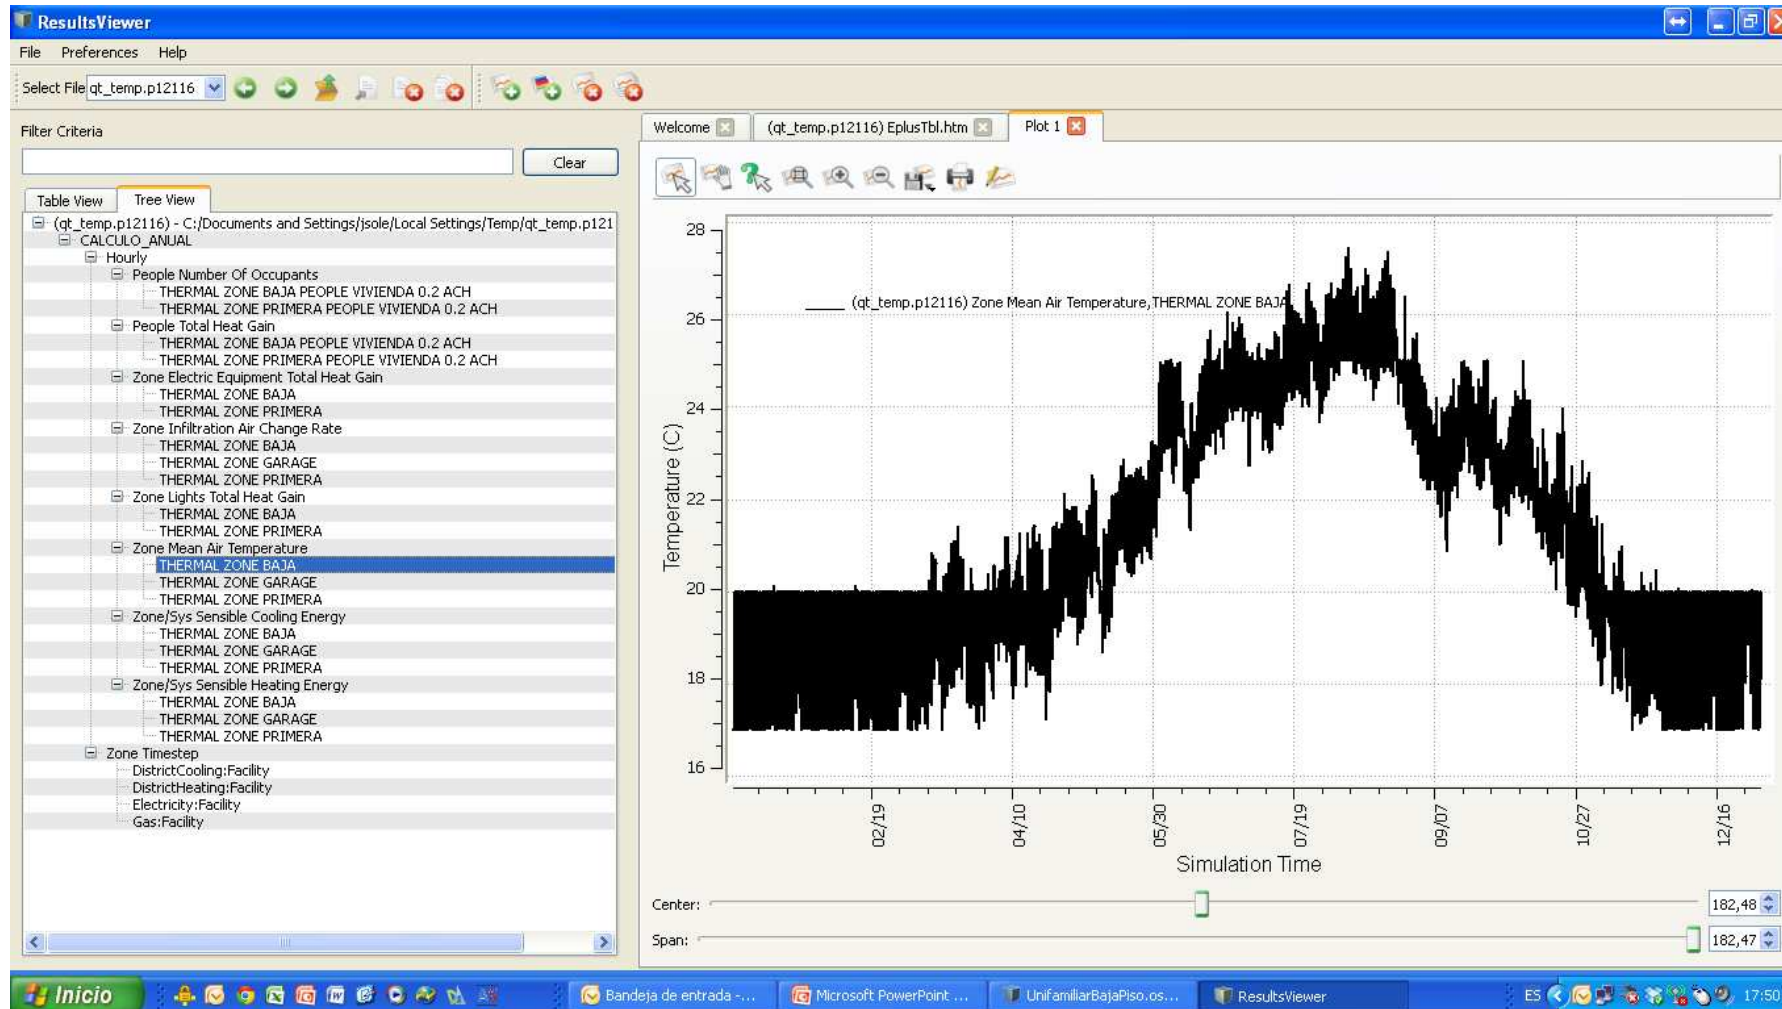 ResultsViewer
File Preferences Help
Select File qt_temp.p12116
Filter Criteria
Clear
Table View Tree View
(qt_temp.p12116) - C:/Documents and Settings/jsole/Local Settings/Temp/qt_temp.p121
CALCULO_ANUAL
Hourly
People Number Of Occupants
THERMAL ZONE BAJA PEOPLE VIVIENDA 0.2 ACH
THERMAL ZONE PRIMERA PEOPLE VIVIENDA 0.2 ACH
People Total Heat Gain
THERMAL ZONE BAJA PEOPLE VIVIENDA 0.2 ACH
THERMAL ZONE PRIMERA PEOPLE VIVIENDA 0.2 ACH
Zone Electric Equipment Total Heat Gain
THERMAL ZONE BAJA
THERMAL ZONE PRIMERA
Zone Infiltration Air Change Rate
THERMAL ZONE BAJA
THERMAL ZONE GARAGE
THERMAL ZONE PRIMERA
Zone Lights Total Heat Gain
THERMAL ZONE BAJA
THERMAL ZONE PRIMERA
Zone Mean Air Temperature
THERMAL ZONE BAJA
THERMAL ZONE GARAGE
THERMAL ZONE PRIMERA
Zone/Sys Sensible Cooling Energy
THERMAL ZONE BAJA
THERMAL ZONE GARAGE
THERMAL ZONE PRIMERA
Zone/Sys Sensible Heating Energy
THERMAL ZONE BAJA
THERMAL ZONE GARAGE
THERMAL ZONE PRIMERA
Zone Timestep
DistrictCooling:Facility
DistrictHeating:Facility
Electricity:Facility
Gas:Facility
Welcome (qt_temp.p12116) EplusTbl.htm Plot 1
(qt_temp.p12116) Zone Mean Air Temperature,THERMAL ZONE BAJA
Temperature (C)
28
26
24
22
20
18
16
02/19 04/10 05/30 07/19 09/07 10/27 12/16
Simulation Time
Center: 182,48
Span: 182,47
Inicio Bandeja de entrada -... Microsoft PowerPoint ... UnifamiliarBajaPiso.os... ResultsViewer ES 17:50